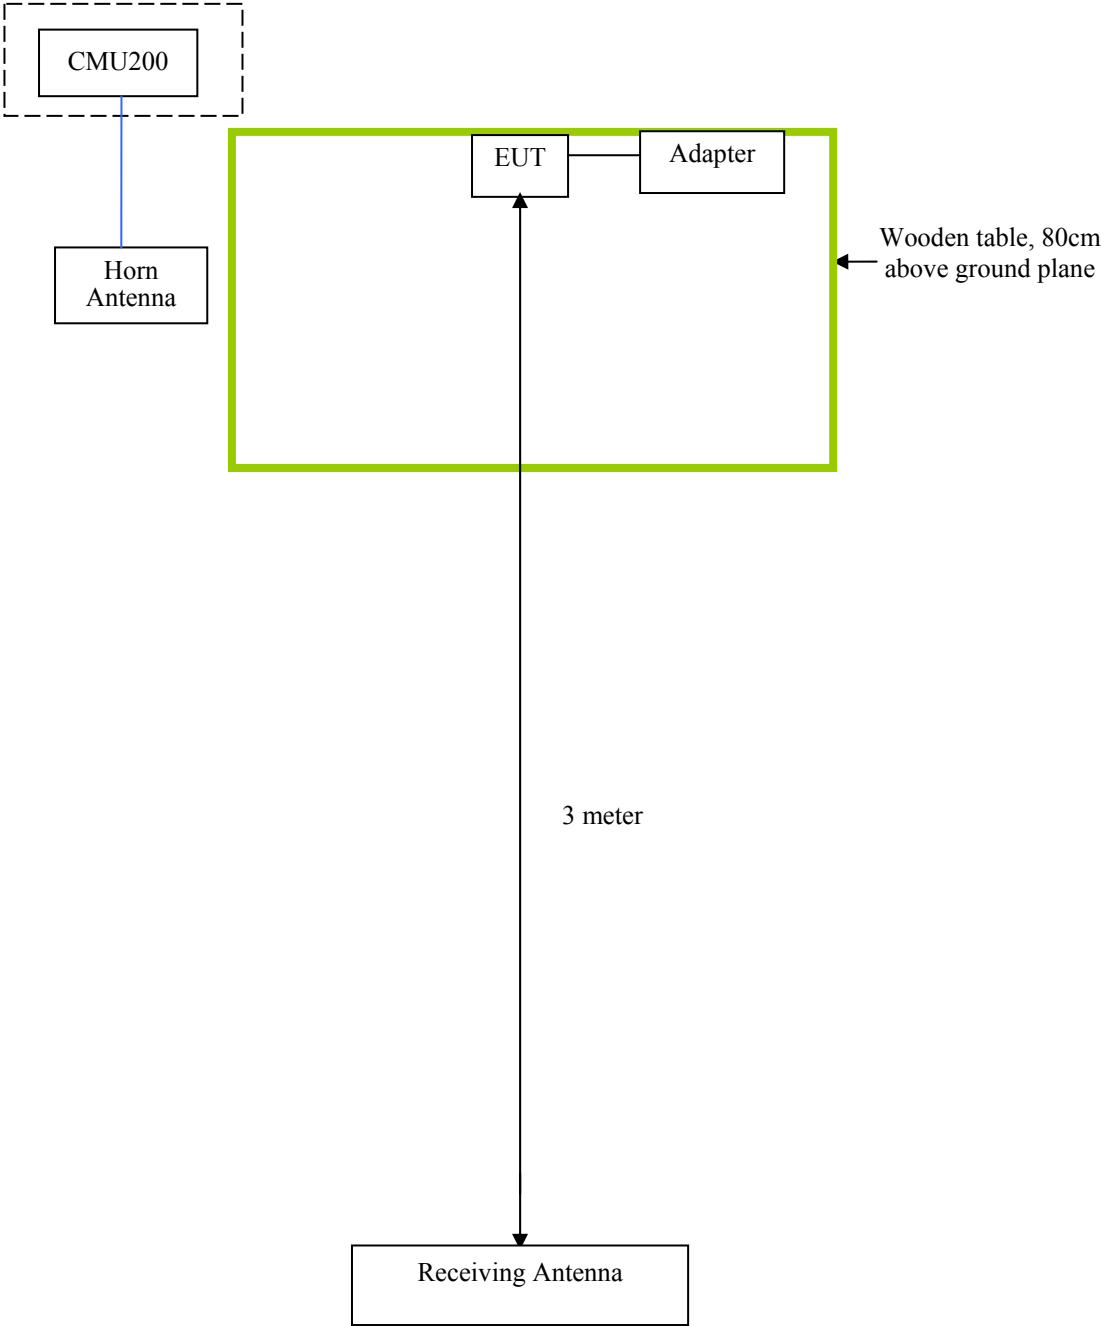 CMU200
EUT
Adapter
Wooden table, 80cm
above ground plane
Horn
Antenna
3 meter
Receiving Antenna